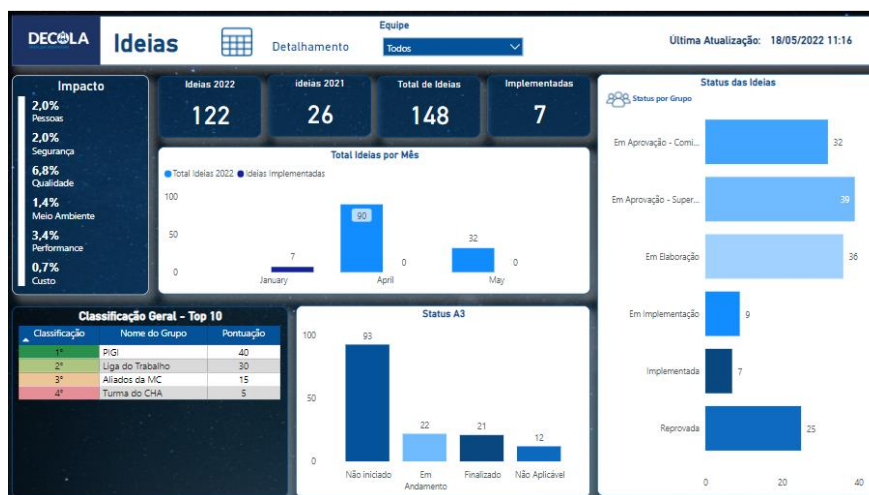 DECOLA
Ideias
Detalhamento
Equipe
Todos
Última Atualização: 18/05/2022 11:16
Impacto
2,0%
Pessoas
2,0%
Segurança
6,8%
Qualidade
1,4%
Meio Ambiente
3,4%
Performance
0,7%
Custo
Ideias 2022
122
ideias 2021
26
Total de Ideias
148
Implementadas
7
Total Ideias por Mês
Total Ideias 2022 Ideias Implementadas
100
50
0
7
90
0
32
0
January
April
May
Classificação Geral - Top 10
Classificação Nome do Grupo Pontuação
1° PIGI 40
2° Liga do Trabalho 30
3° Aliados da MC 15
4° Turma do CHA 5
Status A3
100
50
0
93
22
21
12
Não iniciado
Em Andamento
Finalizado
Não Aplicável
Status das Ideias
Status por Grupo
Em Aprovação - Comi... 32
Em Aprovação - Super... 39
Em Elaboração 36
Em Implementação 9
Implementada 7
Reprovada 25
0 20 40